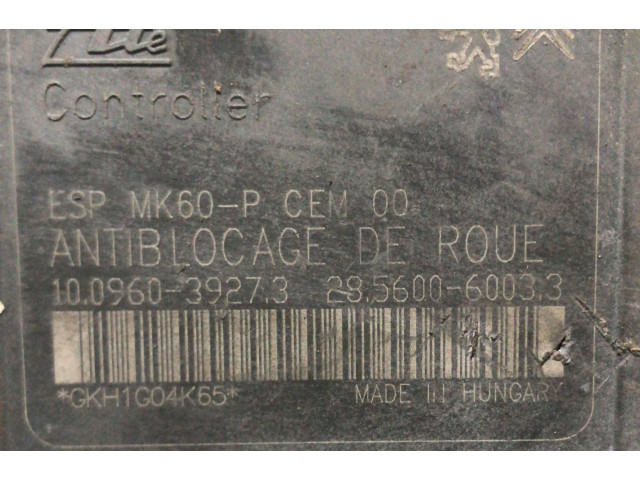 Ate
Controller
ESP MK60-P CEM 00
ANTIBLOCAGE DE ROUE
10.0960-3927.3 28.5600-6003.3
*GKH1G04K65* MADE IN HUNGARY